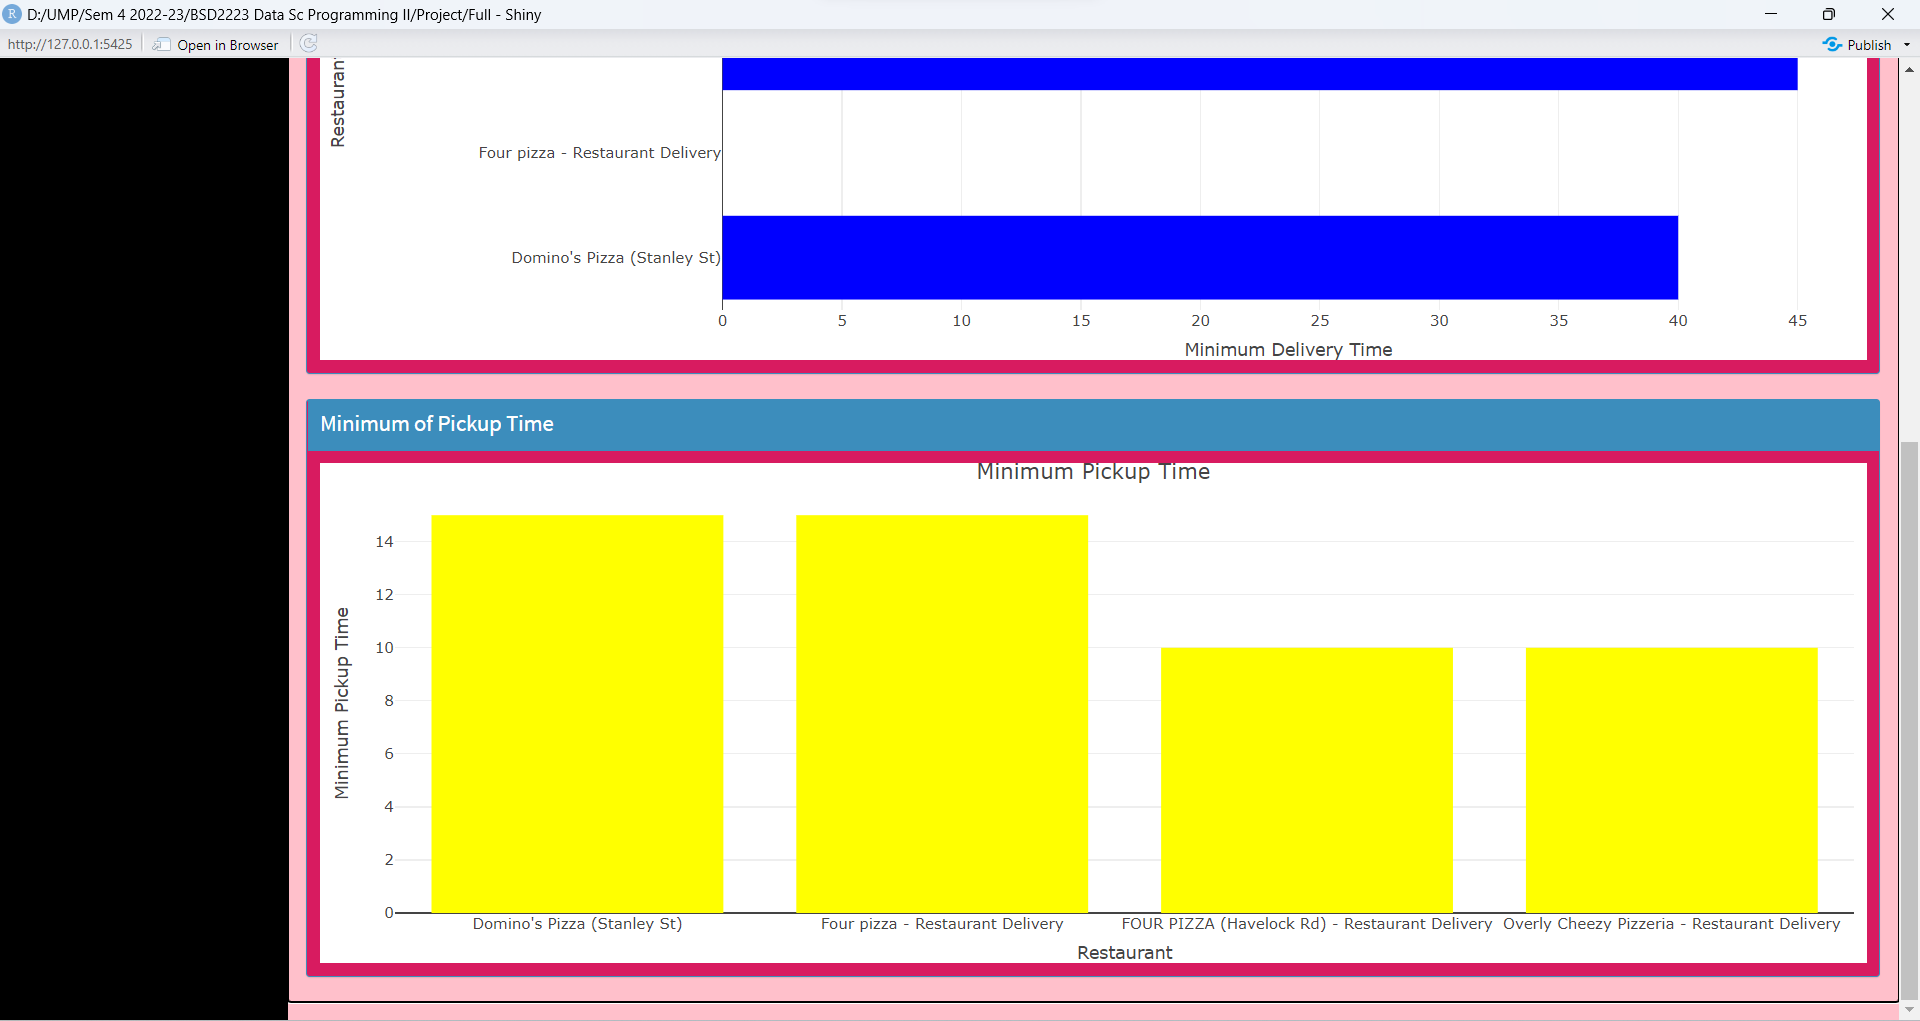 R D:/UMP/Sem 4 2022-23/BSD2223 Data Sc Programming II/Project/Full - Shiny
http://127.0.0.1:5425 Open in Browser Publish
Restaurant
Four pizza - Restaurant Delivery
Domino's Pizza (Stanley St)
0 5 10 15 20 25 30 35 40 45
Minimum Delivery Time
Minimum of Pickup Time
Minimum Pickup Time
Minimum Pickup Time
14
12
10
8
6
4
2
0
Domino's Pizza (Stanley St) Four pizza - Restaurant Delivery FOUR PIZZA (Havelock Rd) - Restaurant Delivery Overly Cheezy Pizzeria - Restaurant Delivery
Restaurant